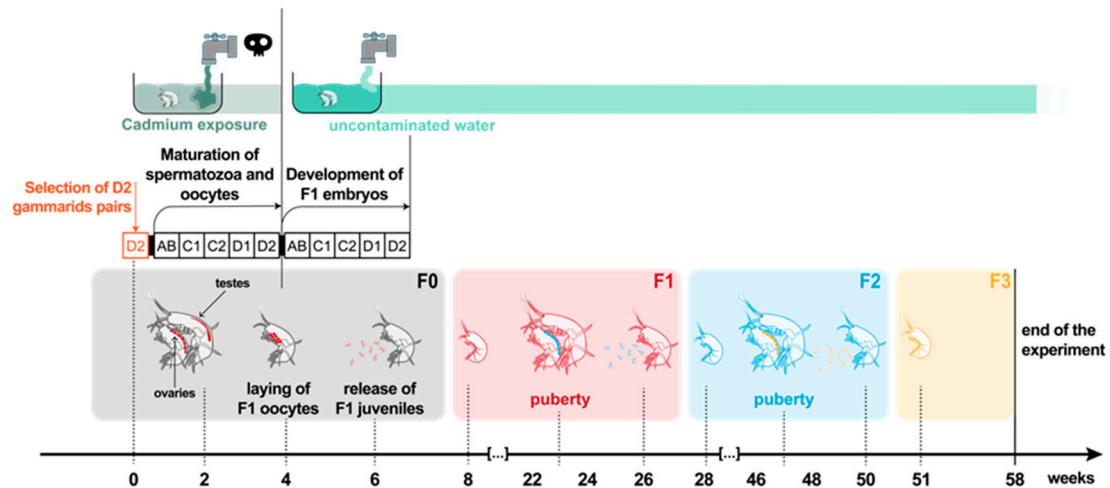 Cadmium exposure
uncontaminated water
Maturation of
spermatozoa and
oocytes
Development of
F1 embryos
Selection of D2
gammarids pairs
D2 AB C1 C2 D1 D2 AB C1 C2 D1 D2
F0
F1
F2
F3
testes
ovaries
laying of
F1 oocytes
release of
F1 juveniles
puberty
puberty
end of the
experiment
0 2 4 6 8 [...] 22 24 26 28 [...] 46 48 50 51 58 weeks